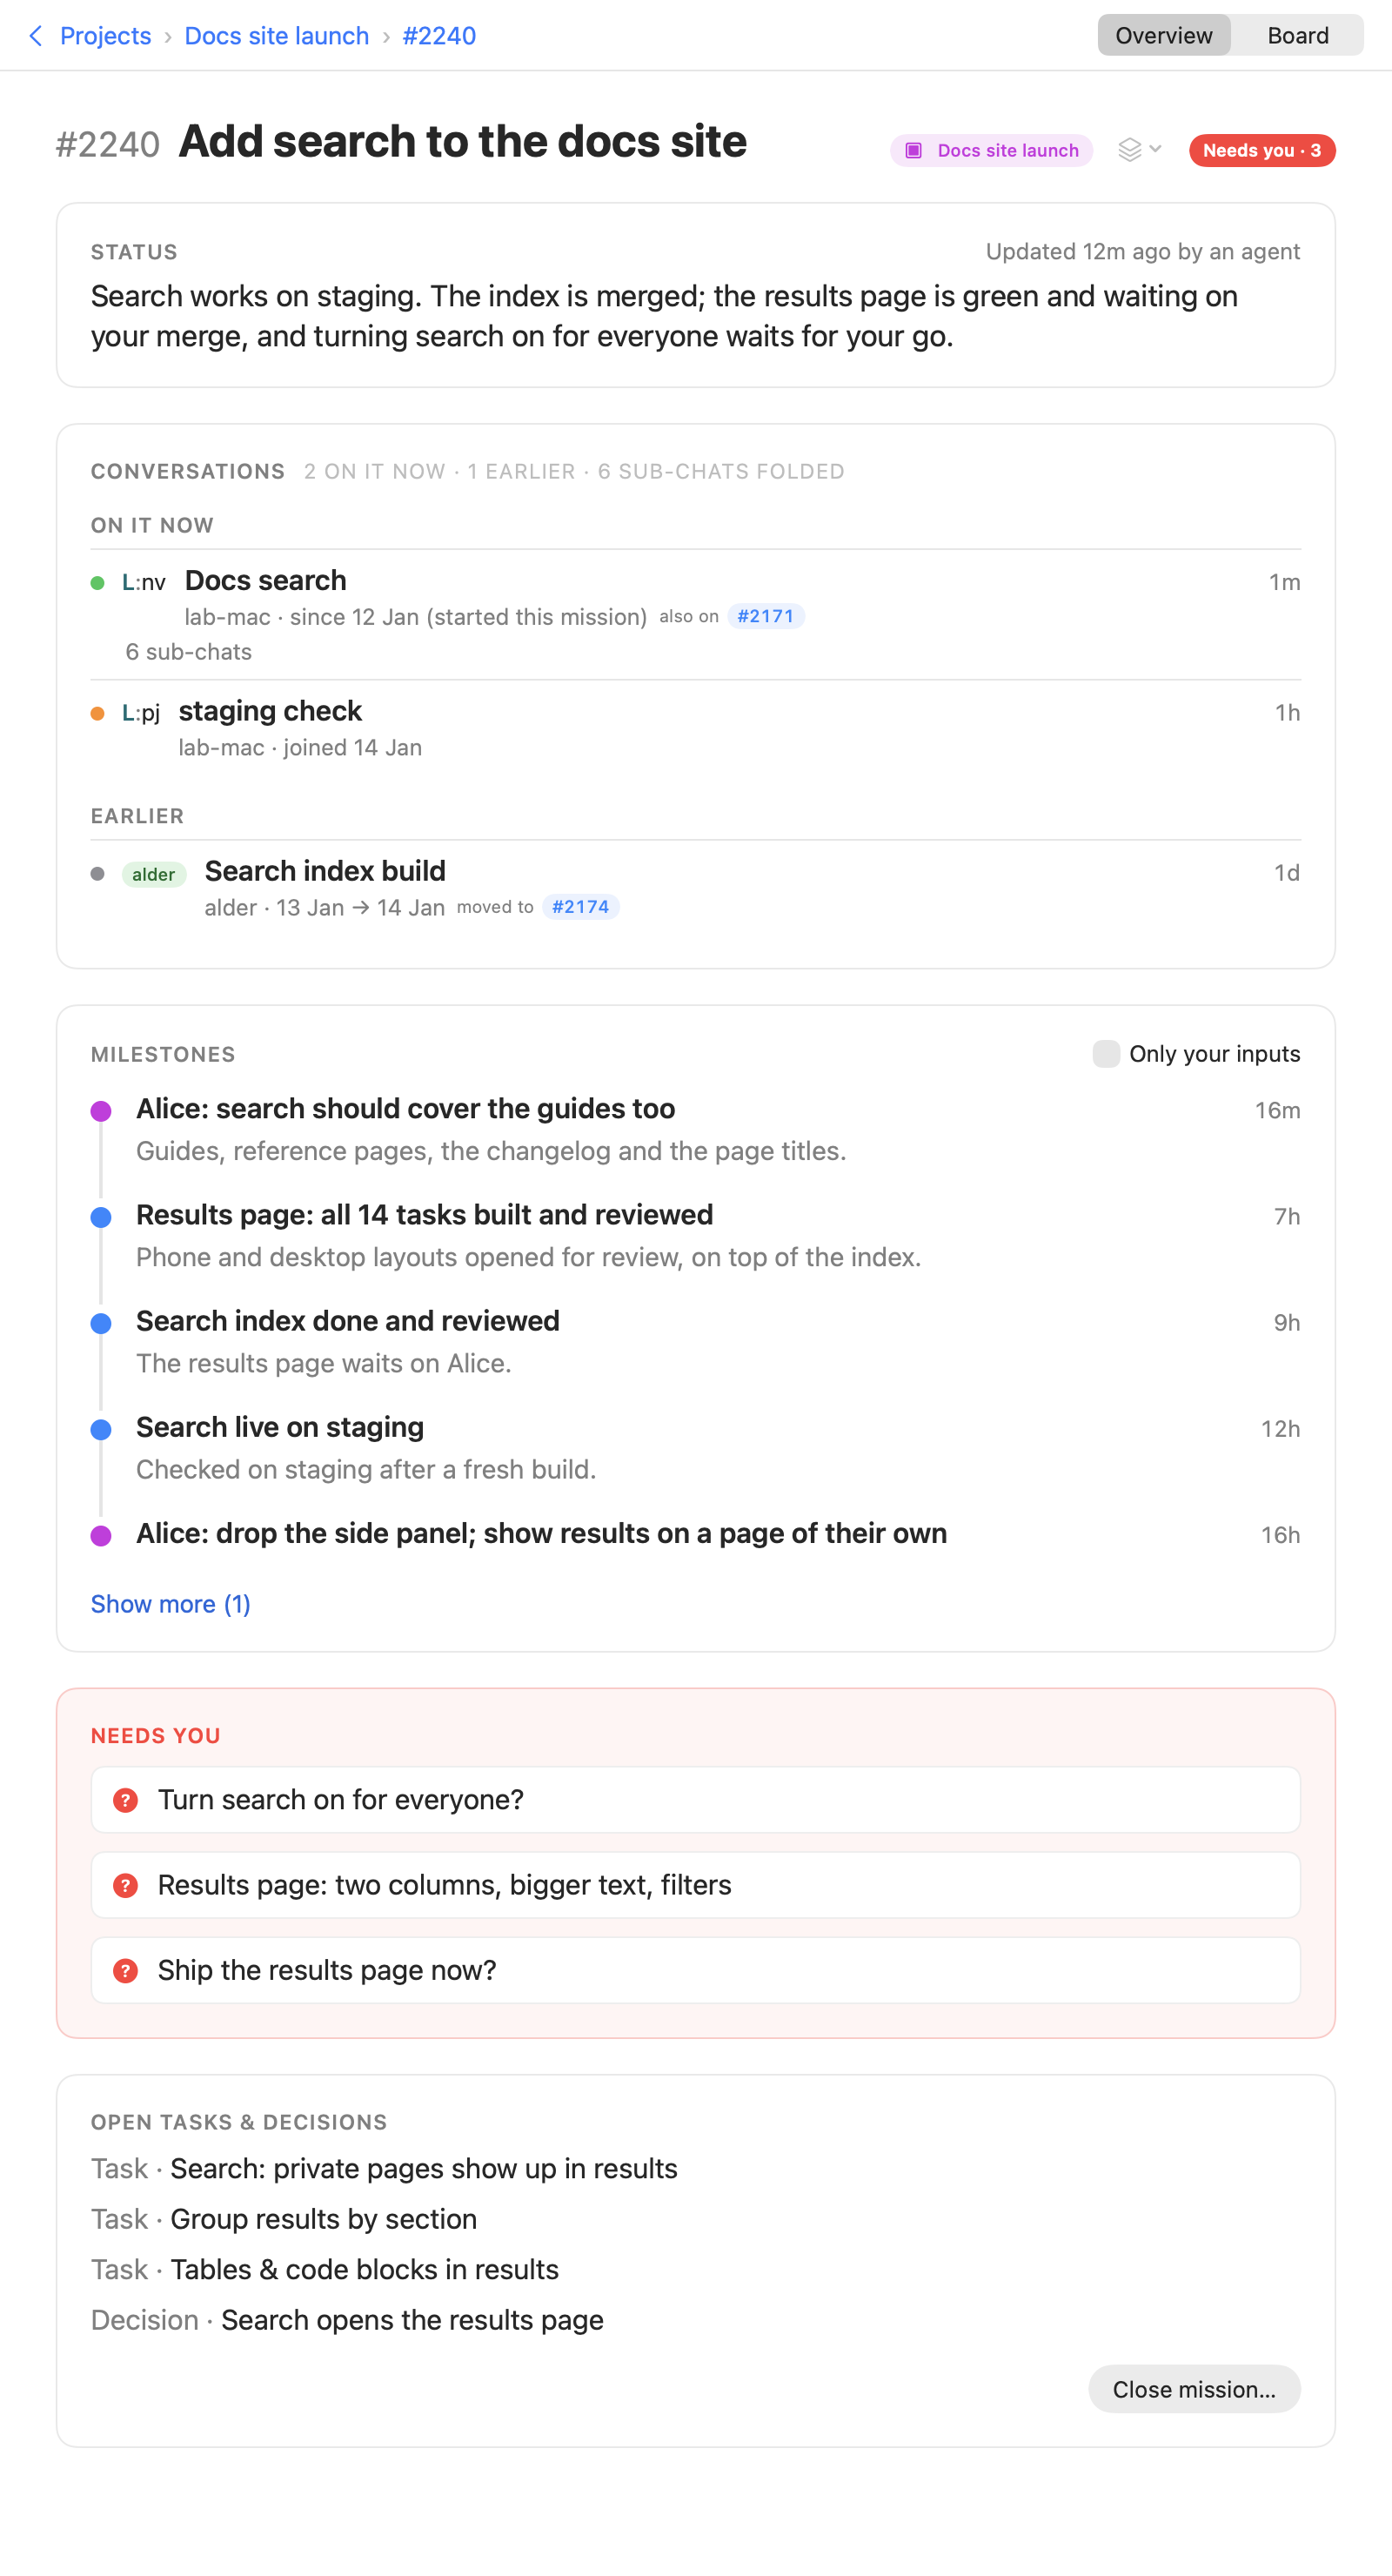 Projects › Docs site launch › #2240
Overview
Board
#2240 Add search to the docs site
Docs site launch
Needs you · 3
STATUS
Updated 12m ago by an agent
Search works on staging. The index is merged; the results page is green and waiting on
your merge, and turning search on for everyone waits for your go.
CONVERSATIONS 2 ON IT NOW · 1 EARLIER · 6 SUB-CHATS FOLDED
ON IT NOW
L:nv Docs search 1m
lab-mac · since 12 Jan (started this mission) also on #2171
6 sub-chats
L:pj staging check 1h
lab-mac · joined 14 Jan
EARLIER
alder Search index build 1d
alder · 13 Jan → 14 Jan moved to #2174
MILESTONES
Only your inputs
Alice: search should cover the guides too 16m
Guides, reference pages, the changelog and the page titles.
Results page: all 14 tasks built and reviewed 7h
Phone and desktop layouts opened for review, on top of the index.
Search index done and reviewed 9h
The results page waits on Alice.
Search live on staging 12h
Checked on staging after a fresh build.
Alice: drop the side panel; show results on a page of their own 16h
Show more (1)
NEEDS YOU
? Turn search on for everyone?
? Results page: two columns, bigger text, filters
? Ship the results page now?
OPEN TASKS & DECISIONS
Task · Search: private pages show up in results
Task · Group results by section
Task · Tables & code blocks in results
Decision · Search opens the results page
Close mission...